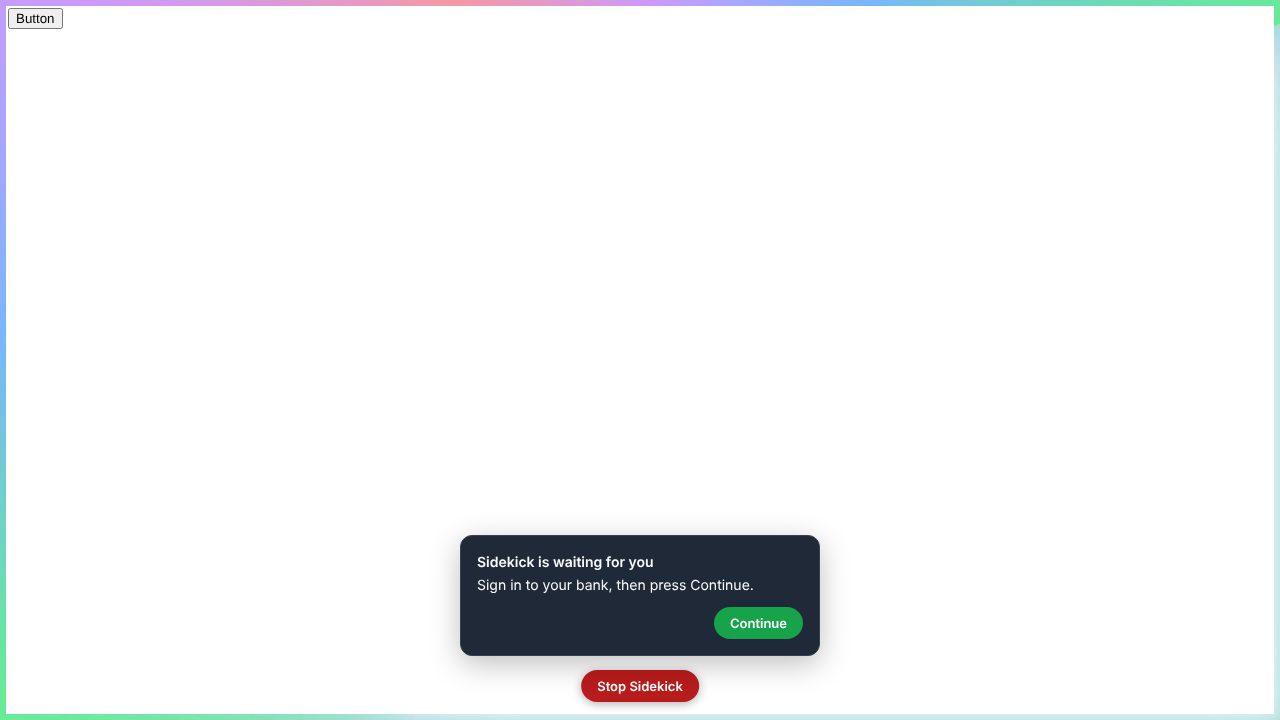 Button
Sidekick is waiting for you
Sign in to your bank, then press Continue.
Continue
Stop Sidekick